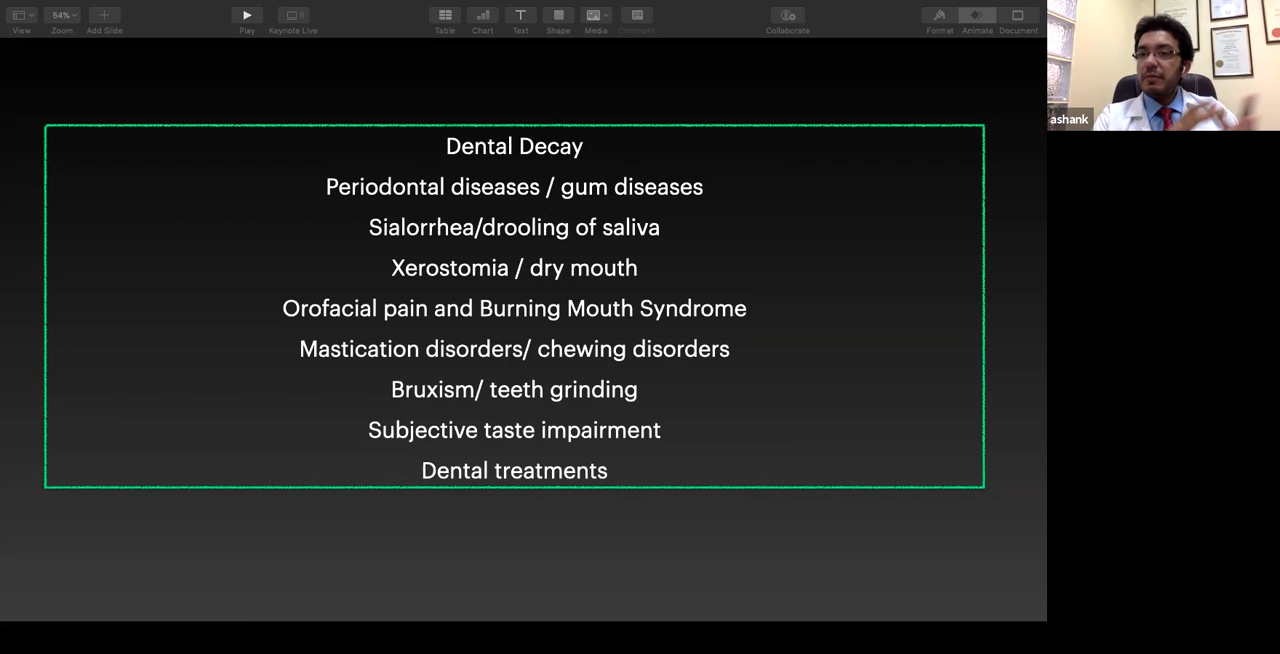 View
54%
Zoom
Add Slide
Play
Keynote Live
Table
Chart
Text
Shape
Media
Comment
Collaborate
Format
Animate
Document
ashank
Dental Decay
Periodontal diseases / gum diseases
Sialorrhea/drooling of saliva
Xerostomia / dry mouth
Orofacial pain and Burning Mouth Syndrome
Mastication disorders/ chewing disorders
Bruxism/ teeth grinding
Subjective taste impairment
Dental treatments